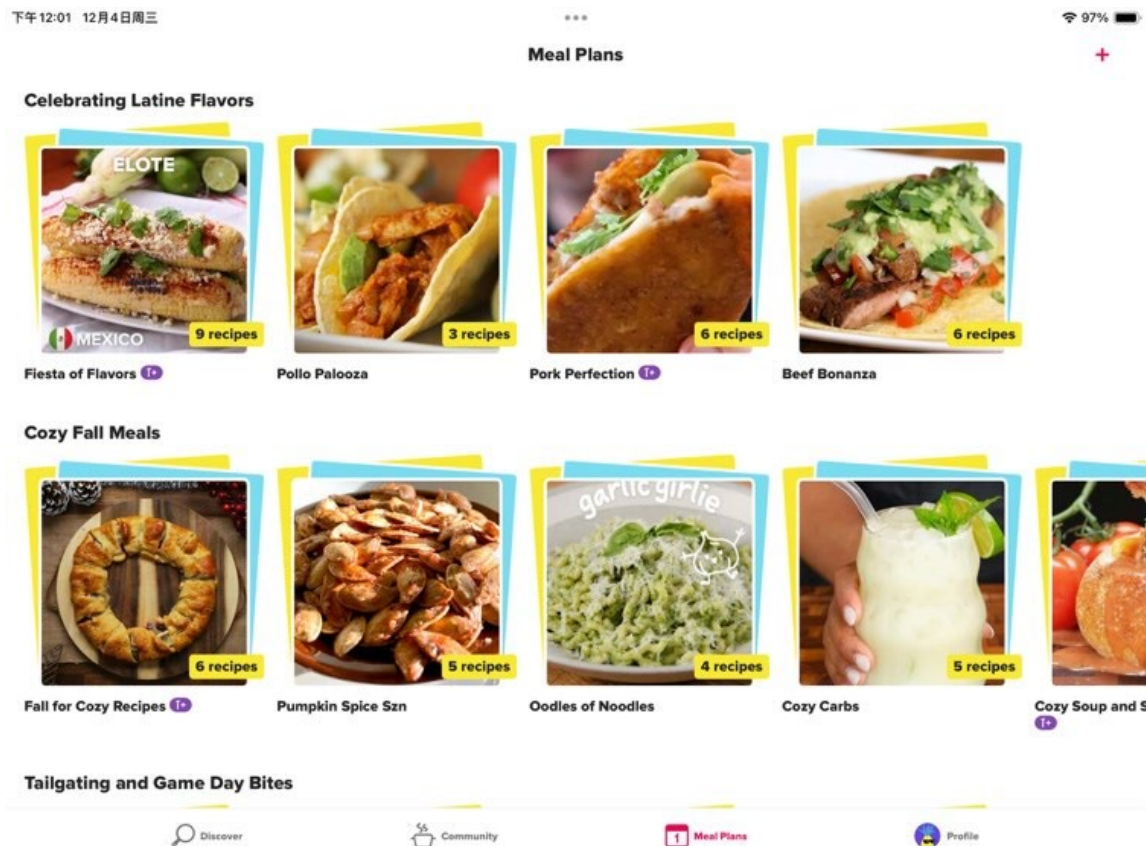 下午12:01 12月4日周三
97%
Meal Plans
+
Celebrating Latine Flavors
ELOTE
MEXICO
9 recipes
3 recipes
6 recipes
6 recipes
Fiesta of Flavors T+
Pollo Palooza
Pork Perfection T+
Beef Bonanza
Cozy Fall Meals
garlic girlie
6 recipes
5 recipes
4 recipes
5 recipes
Fall for Cozy Recipes T+
Pumpkin Spice Szn
Oodles of Noodles
Cozy Carbs
Cozy Soup and S
T+
Tailgating and Game Day Bites
Discover
Community
1 Meal Plans
Profile